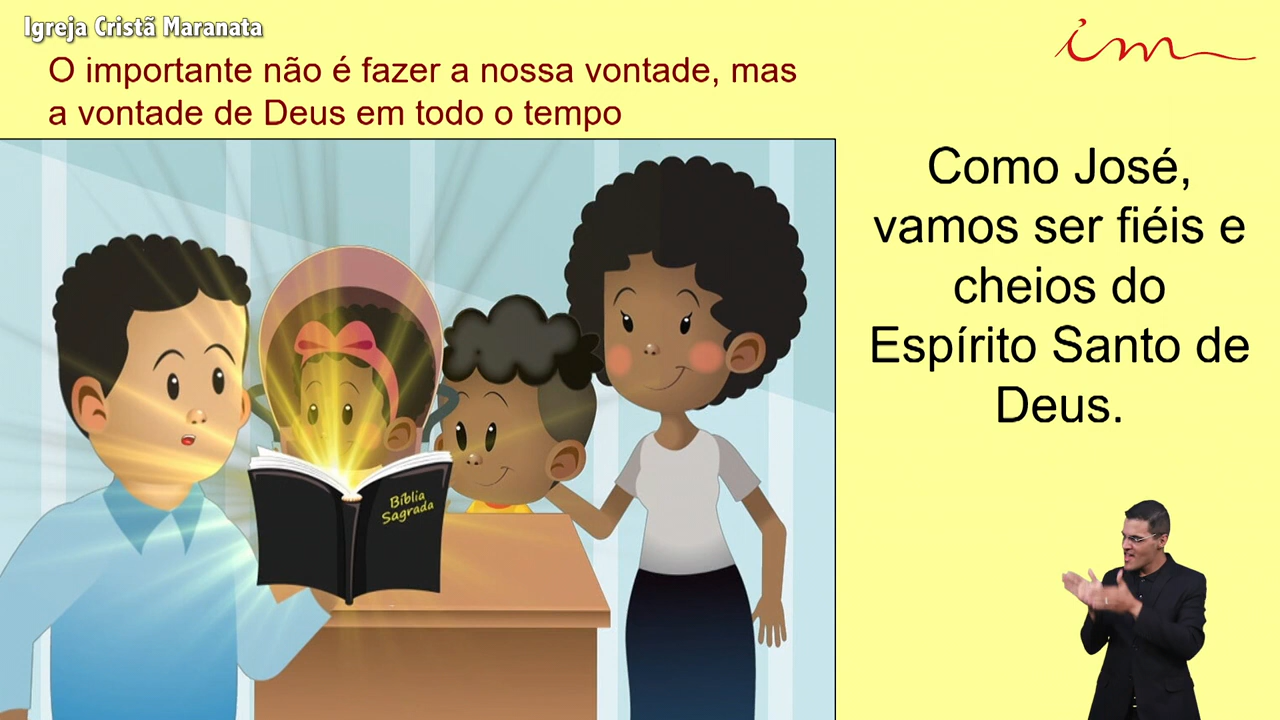 Igreja Cristã Maranata
im
O importante não é fazer a nossa vontade, mas
a vontade de Deus em todo o tempo
Como José,
vamos ser fiéis e
cheios do
Espírito Santo de
Deus.
Bíblia
Sagrada